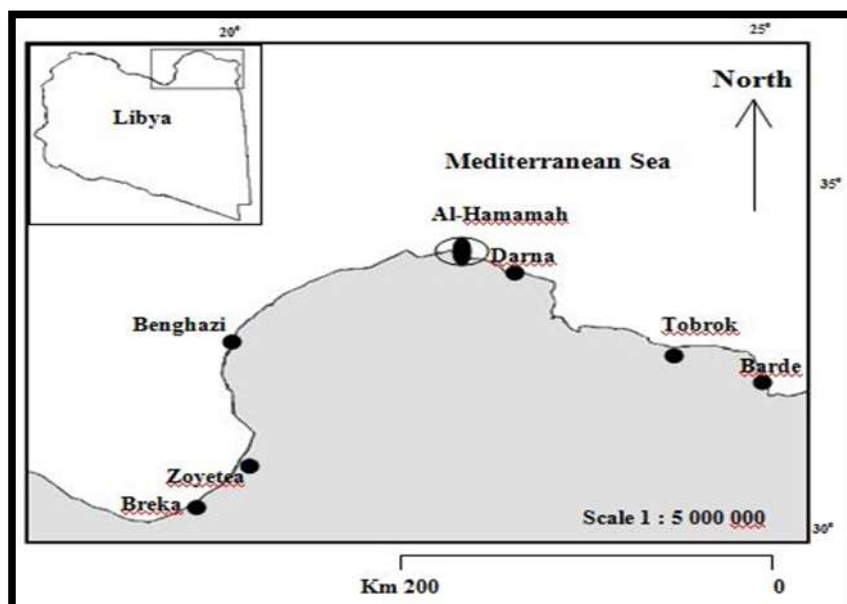 20°
25°
Libya
North
Mediterranean Sea
35°
Al-Hamamah
Darna
Benghazi
Tobrok
Barde
Zoyetea
Breka
Scale 1 : 5 000 000
30°
Km 200
0